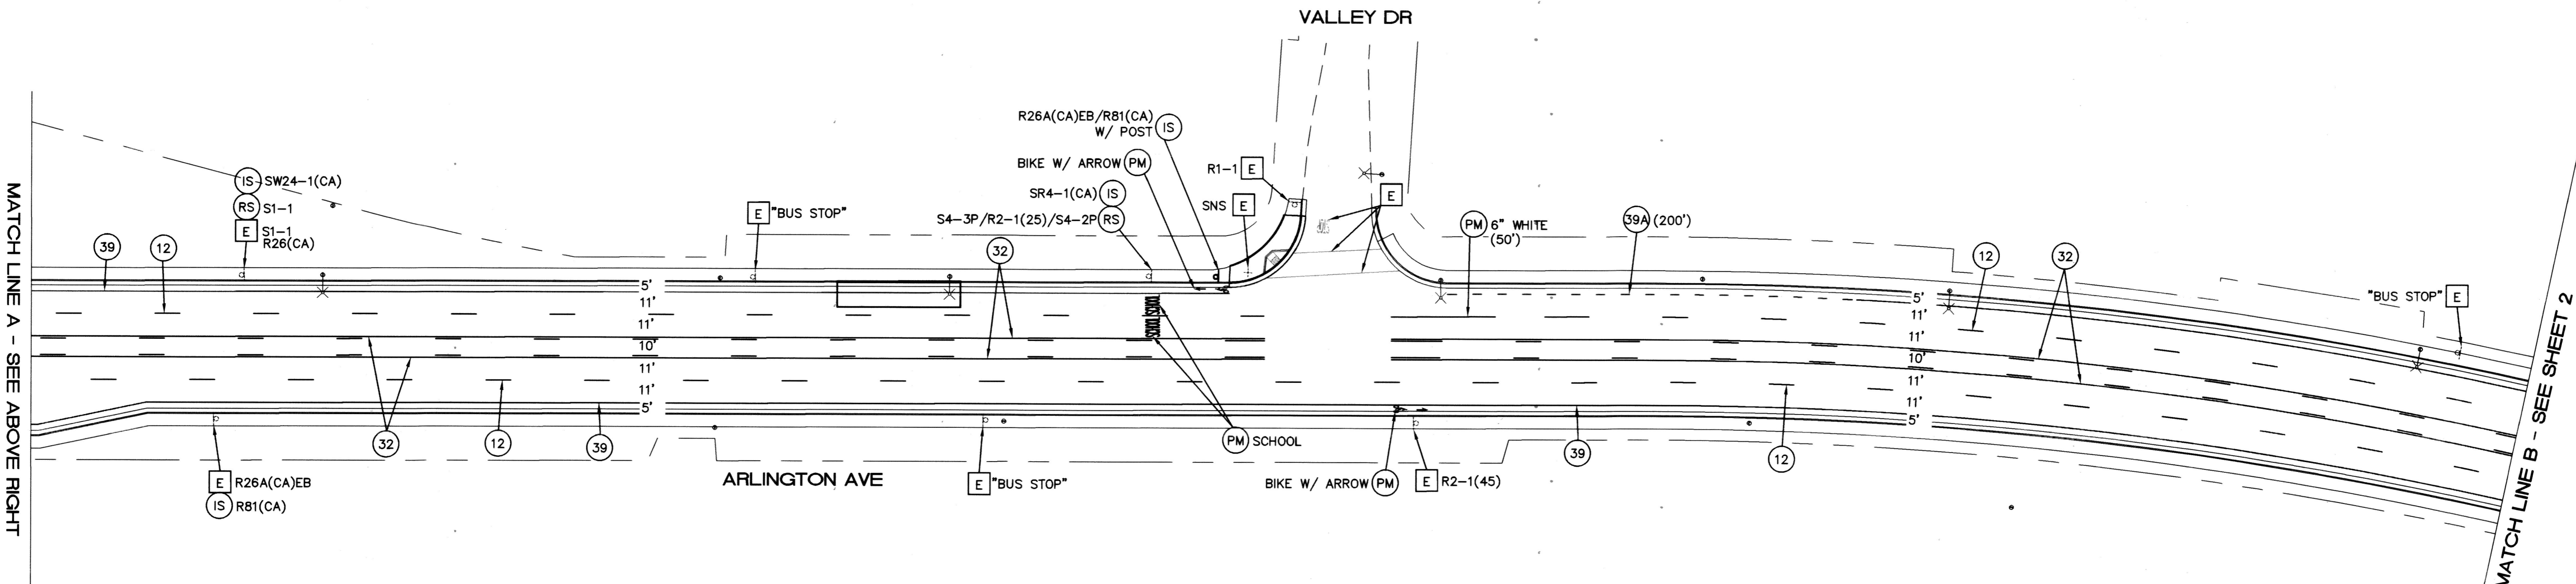 VALLEY DR
R26A(CA)EB/R81(CA)
W/ POST IS
BIKE W/ ARROW PM
SR4-1(CA) IS
S4-3P/R2-1(25)/S4-2P RS
R1-1 E
SNS E
E
IS SW24-1(CA)
RS S1-1
E S1-1
R26(CA)
E "BUS STOP"
39
12
32
PM 6" WHITE
(50')
39A (200')
12
32
"BUS STOP" E
5'
11'
11'
10'
11'
11'
5'
5'
11'
11'
10'
11'
11'
5'
SCHOOL
SCHOOL
MATCH LINE A - SEE ABOVE RIGHT
MATCH LINE B - SEE SHEET 2
32
12
39
PM SCHOOL
39
12
E R26A(CA)EB
IS R81(CA)
ARLINGTON AVE
E "BUS STOP"
BIKE W/ ARROW PM
E R2-1(45)